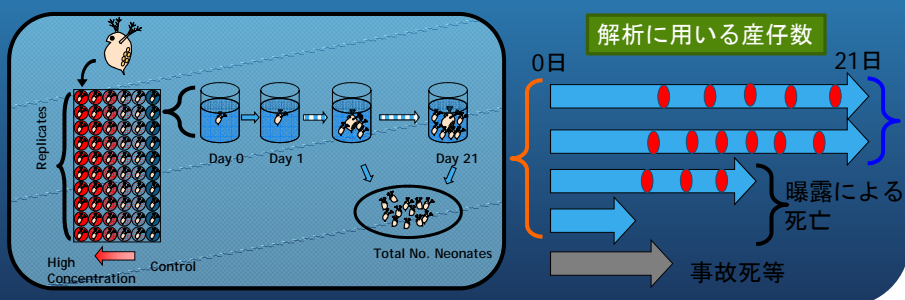 Replicates
Day 0
Day 1
Day 21
Total No. Neonates
High
Concentration
Control
解析に用いる産仔数
0日
21日
曝露による
死亡
事故死等